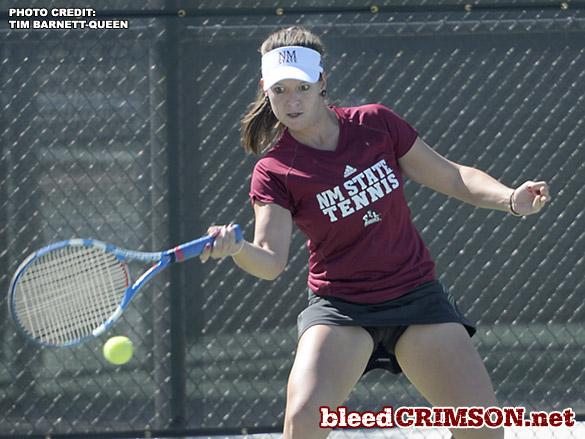 PHOTO CREDIT:
TIM BARNETT-QUEEN
NM
NM STATE
TENNIS
bleedCRIMSON.net